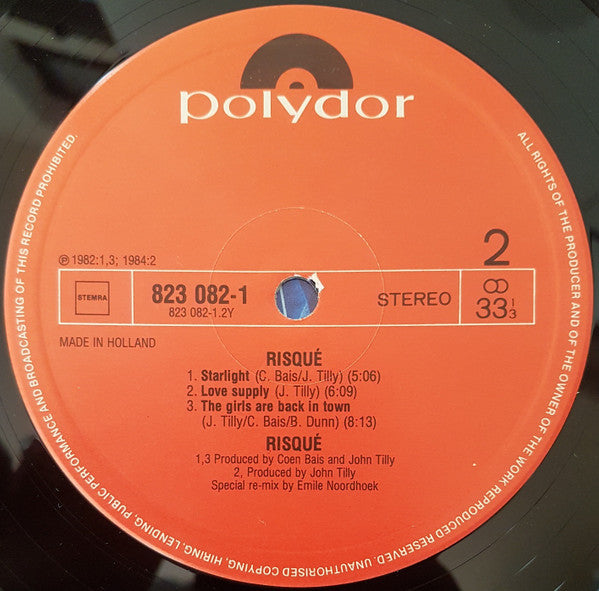 polydor
ALL RIGHTS OF THE PRODUCER AND OF THE OWNER OF THE WORK REPRODUCED RESERVED. UNAUTHORISED COPYING, HIRING, LENDING, PUBLIC PERFORMANCE AND BROADCASTING OF THIS RECORD PROHIBITED.
℗ 1982:1,3; 1984:2
2
STEMRA
823 082-1
823 082-1.2Y
STEREO
33 1/3
MADE IN HOLLAND
RISQUÉ
1. Starlight (C. Bais/J. Tilly) (5:06)
2. Love supply (J. Tilly) (6:09)
3. The girls are back in town
(J. Tilly/C. Bais/B. Dunn) (8:13)
RISQUÉ
1,3 Produced by Coen Bais and John Tilly
2, Produced by John Tilly
Special re-mix by Emile Noordhoek